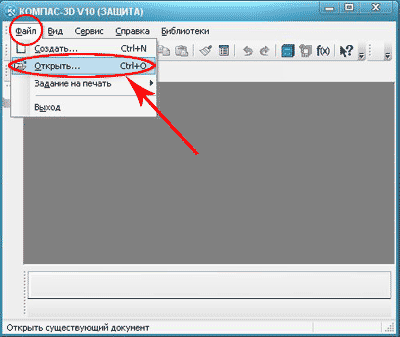 КОМПАС-3D V10 (ЗАЩИТА)
Файл Вид Сервис Справка Библиотеки
Создать... Ctrl+N
Открыть... Ctrl+O
Задание на печать
Выход
f(x)
Открыть существующий документ